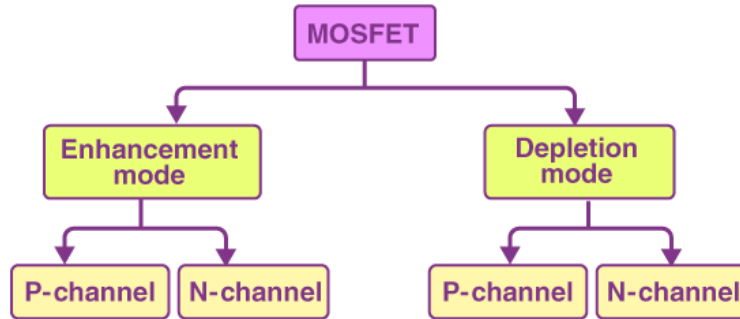 MOSFET
Enhancement
mode
Depletion
mode
P-channel
N-channel
P-channel
N-channel